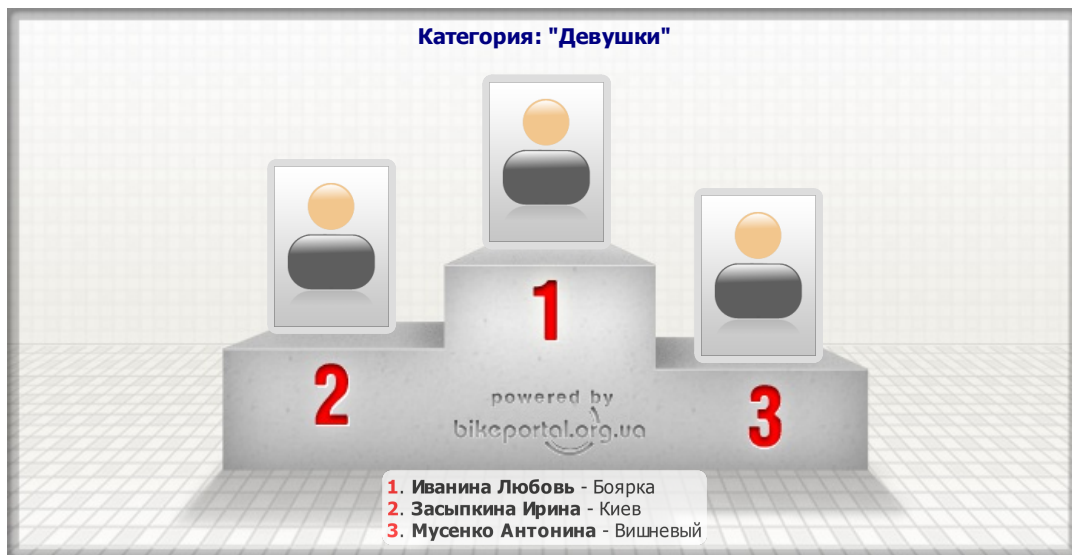 Категория: "Девушки"
1
2
3
powered by
bikeportal.org.ua
1. Иванина Любовь - Боярка
2. Засыпкина Ирина - Киев
3. Мусенко Антонина - Вишневый